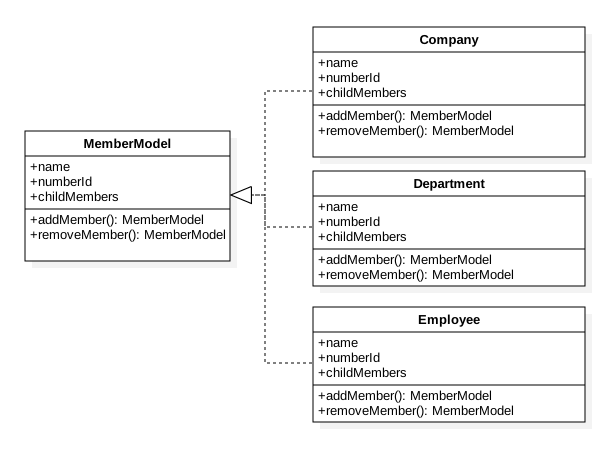 MemberModel
+name
+numberId
+childMembers
+addMember(): MemberModel
+removeMember(): MemberModel
Company
+name
+numberId
+childMembers
+addMember(): MemberModel
+removeMember(): MemberModel
Department
+name
+numberId
+childMembers
+addMember(): MemberModel
+removeMember(): MemberModel
Employee
+name
+numberId
+childMembers
+addMember(): MemberModel
+removeMember(): MemberModel